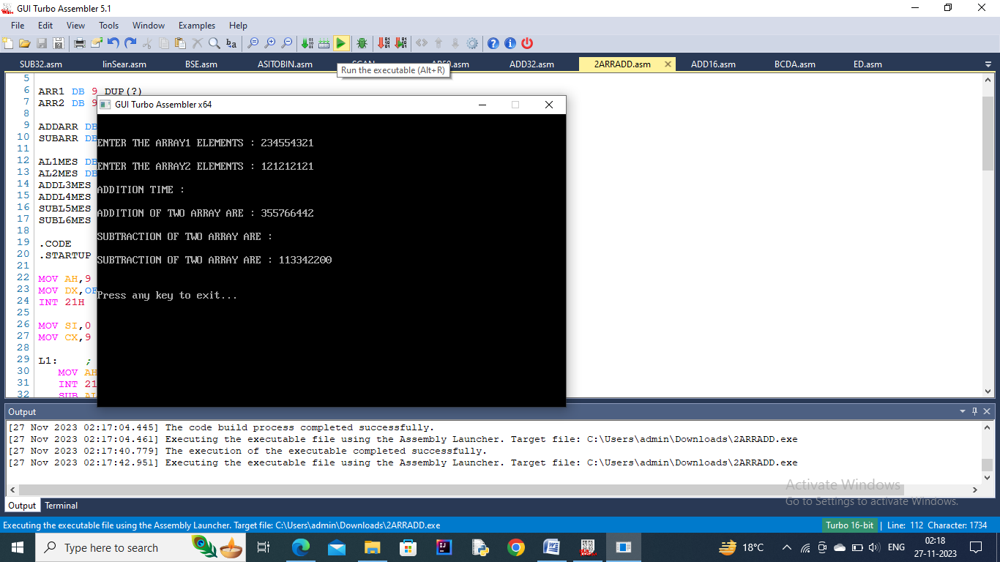 GUI Turbo Assembler 5.1
File Edit View Tools Window Examples Help
SUB32.asm linSear.asm BSE.asm ASITOBIN.asm ADD32.asm 2ARRADD.asm ADD16.asm BCDA.asm ED.asm
Run the executable (Alt+R)
5
6 ARR1 DB 9 DUP(?)
7 ARR2 DB 9
8
9 ADDARR DB
10 SUBARR DB
11
12 AL1MES DB
13 AL2MES DB
14 ADDL3MES
15 ADDL4MES
16 SUBL5MES
17 SUBL6MES
18
19 .CODE
20 .STARTUP
21
22 MOV AH,9
23 MOV DX,OF
24 INT 21H
25
26 MOV SI,0
27 MOV CX,9
28
29 L1: ;
30 MOV AH
31 INT 21
32 SUB AL
GUI Turbo Assembler x64
ENTER THE ARRAY1 ELEMENTS : 234554321
ENTER THE ARRAY2 ELEMENTS : 121212121
ADDITION TIME :
ADDITION OF TWO ARRAY ARE : 355766442
SUBTRACTION OF TWO ARRAY ARE :
SUBTRACTION OF TWO ARRAY ARE : 113342200
Press any key to exit...
Output
[27 Nov 2023 02:17:04.445] The code build process completed successfully.
[27 Nov 2023 02:17:04.461] Executing the executable file using the Assembly Launcher. Target file: C:\Users\admin\Downloads\2ARRADD.exe
[27 Nov 2023 02:17:40.779] The execution of the executable completed successfully.
[27 Nov 2023 02:17:42.951] Executing the executable file using the Assembly Launcher. Target file: C:\Users\admin\Downloads\2ARRADD.exe
Activate Windows
Go to Settings to activate Windows.
Output Terminal
Executing the executable file using the Assembly Launcher. Target file: C:\Users\admin\Downloads\2ARRADD.exe
Turbo 16-bit | Line: 112 Character: 1734
Type here to search
18°C
ENG
02:18
27-11-2023